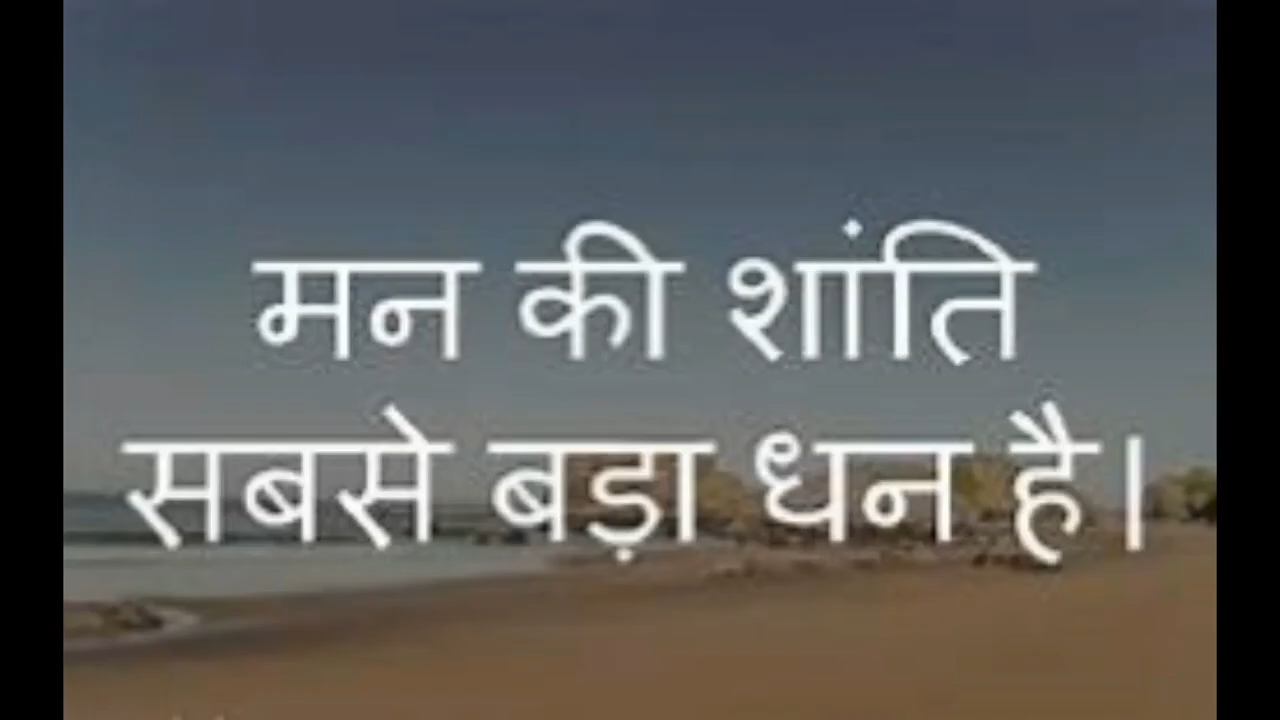 मन की शांति
सबसे बड़ा धन है।